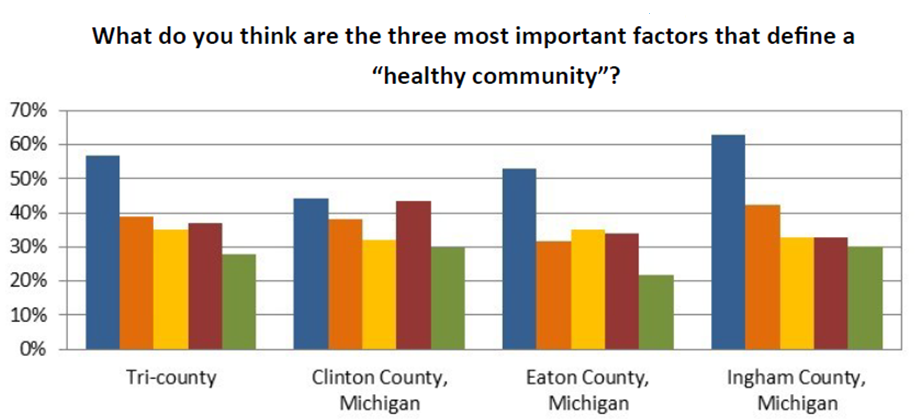 What do you think are the three most important factors that define a
“healthy community”?
70%
60%
50%
40%
30%
20%
10%
0%
Tri-county
Clinton County,
Michigan
Eaton County,
Michigan
Ingham County,
Michigan